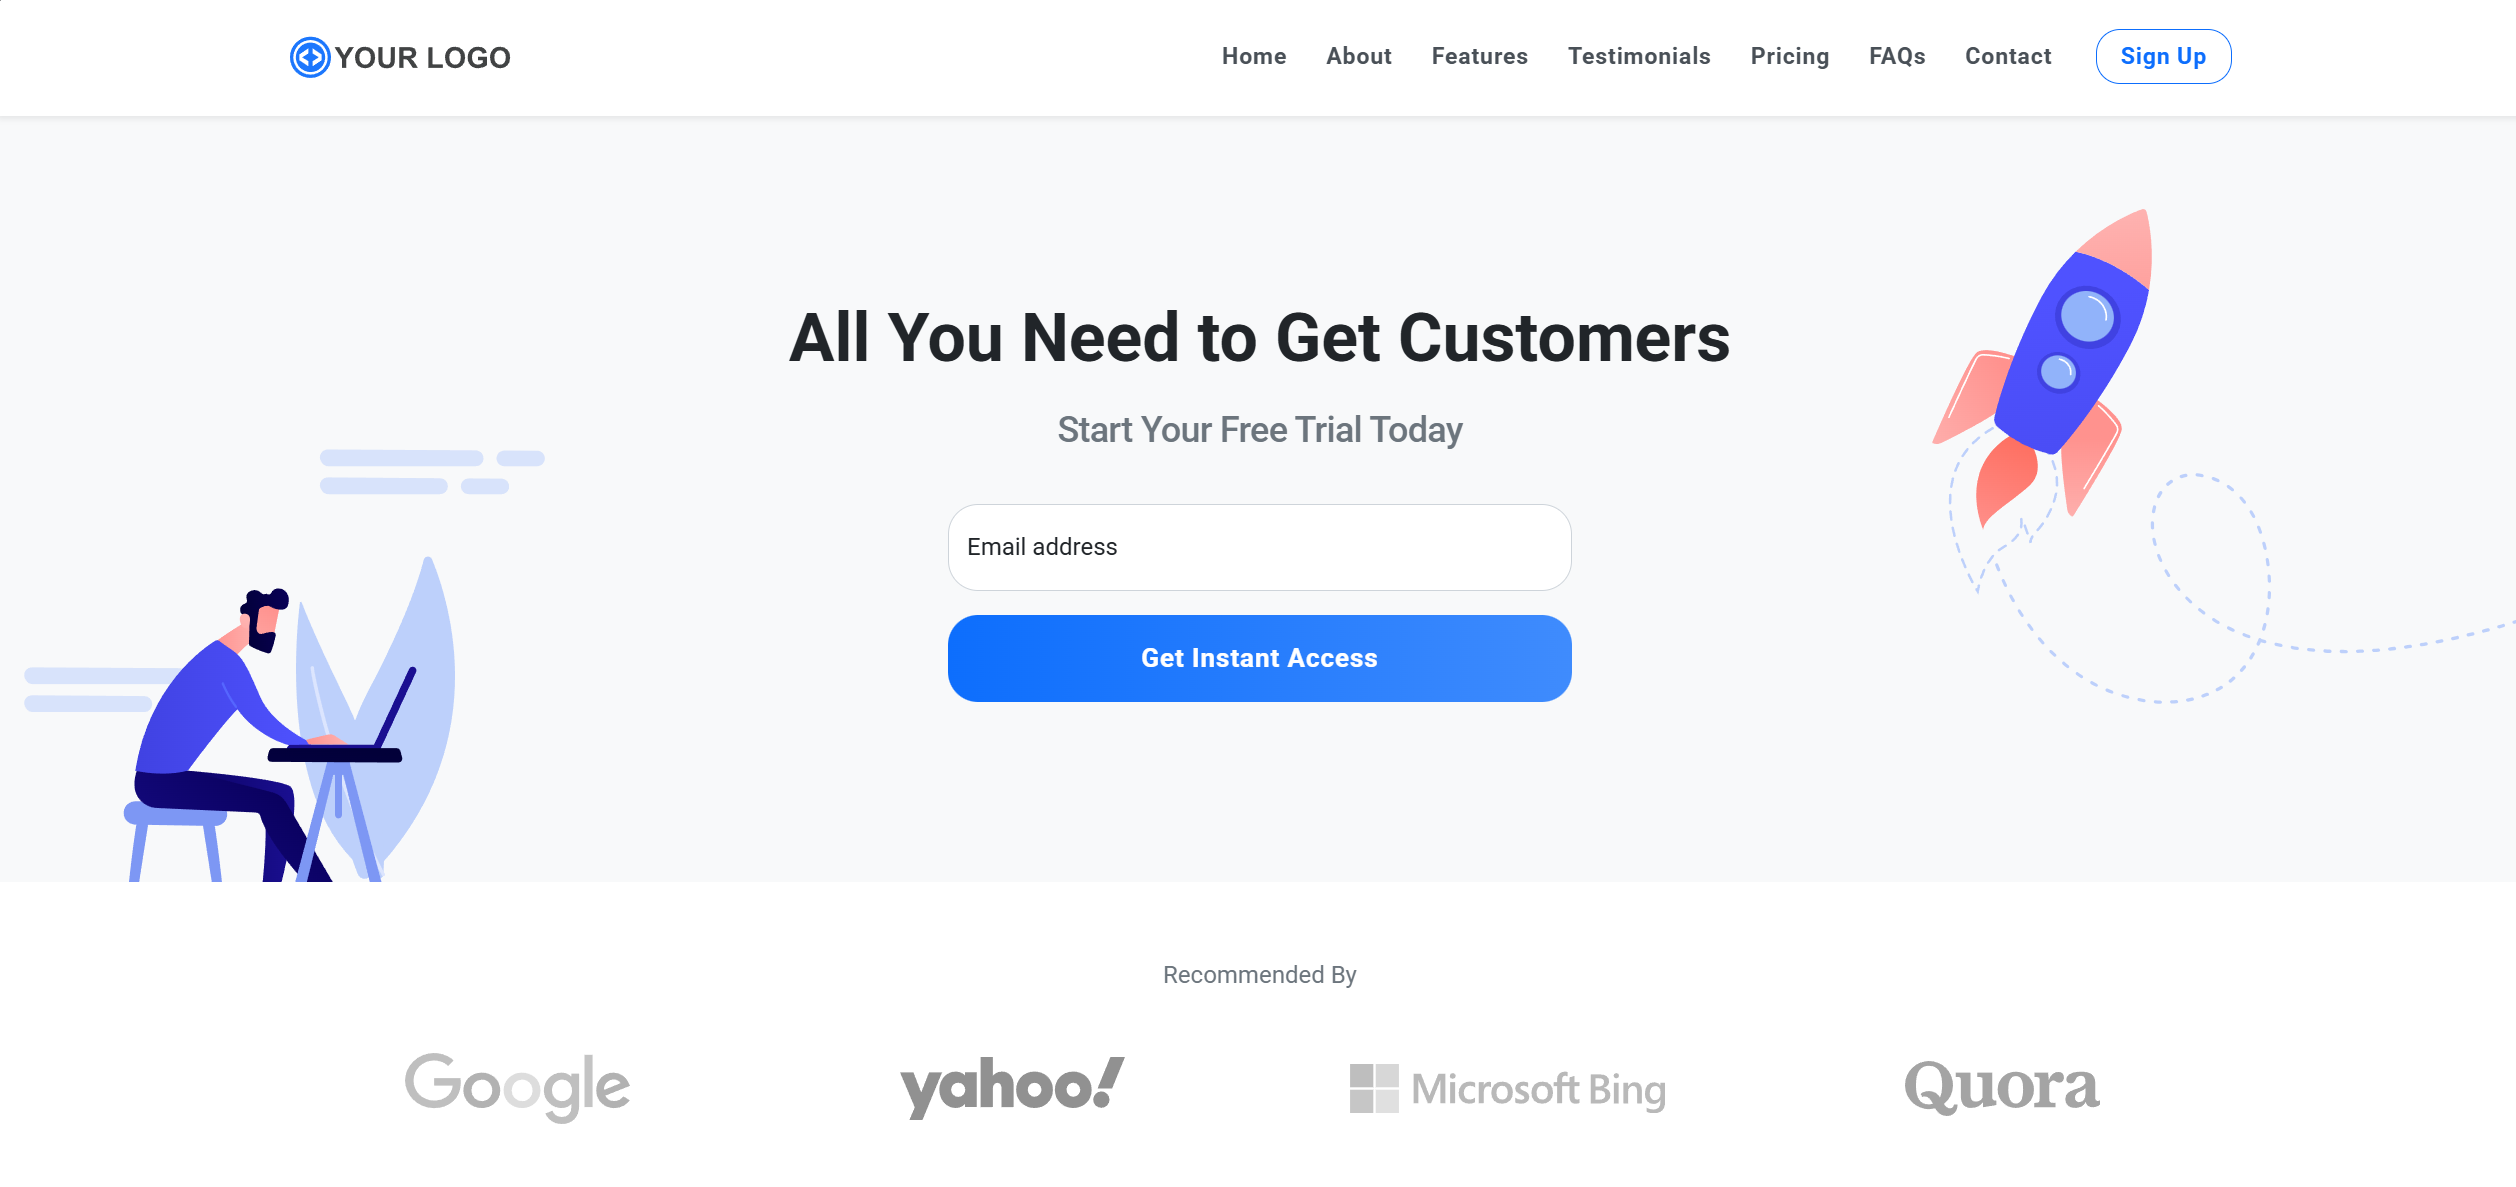 YOUR LOGO
Home About Features Testimonials Pricing FAQs Contact Sign Up
All You Need to Get Customers
Start Your Free Trial Today
Email address
Get Instant Access
Recommended By
Google yahoo! Microsoft Bing Quora